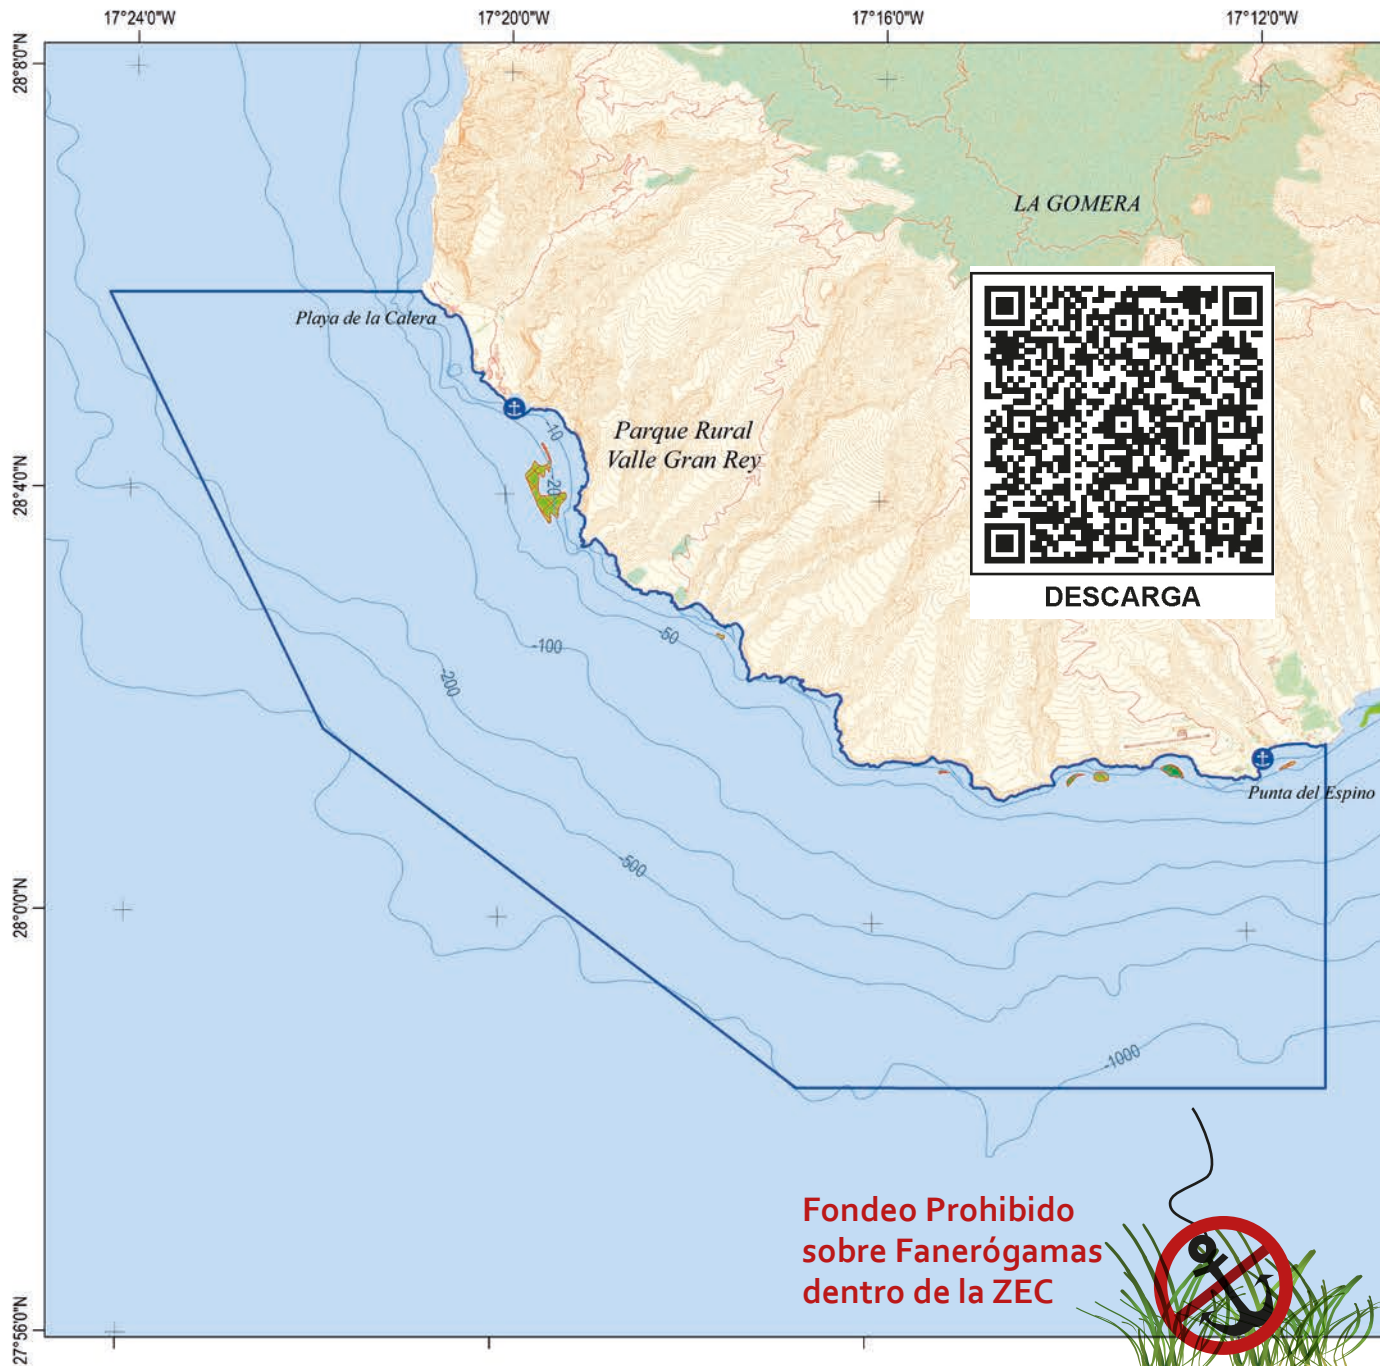 17°24'0"W
17°20'0"W
17°16'0"W
17°12'0"W
28°8'0"N
LA GOMERA
Playa de la Calera
-10
Parque Rural
Valle Gran Rey
-20
28°4'0"N
DESCARGA
-50
-100
-200
Punta del Espino
-500
28°0'0"N
-1000
Fondeo Prohibido
sobre Fanerógamas
dentro de la ZEC
27°56'0"N